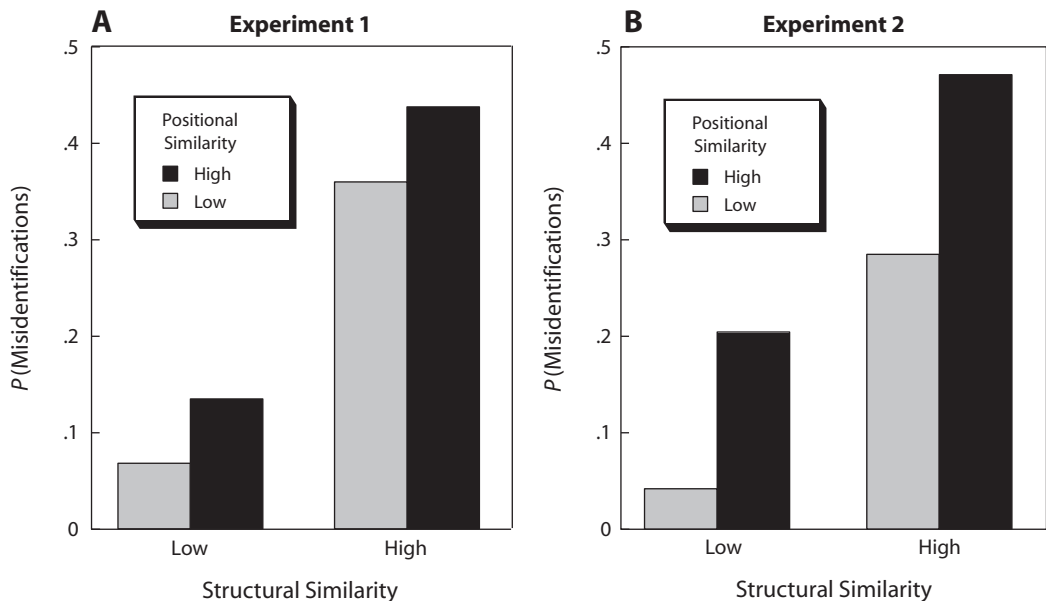 A Experiment 1
.5
.4
.3
.2
.1
0
P(Misidentifications)
Positional
Similarity
High
Low
Low High
Structural Similarity
B Experiment 2
.5
.4
.3
.2
.1
0
P(Misidentifications)
Positional
Similarity
High
Low
Low High
Structural Similarity